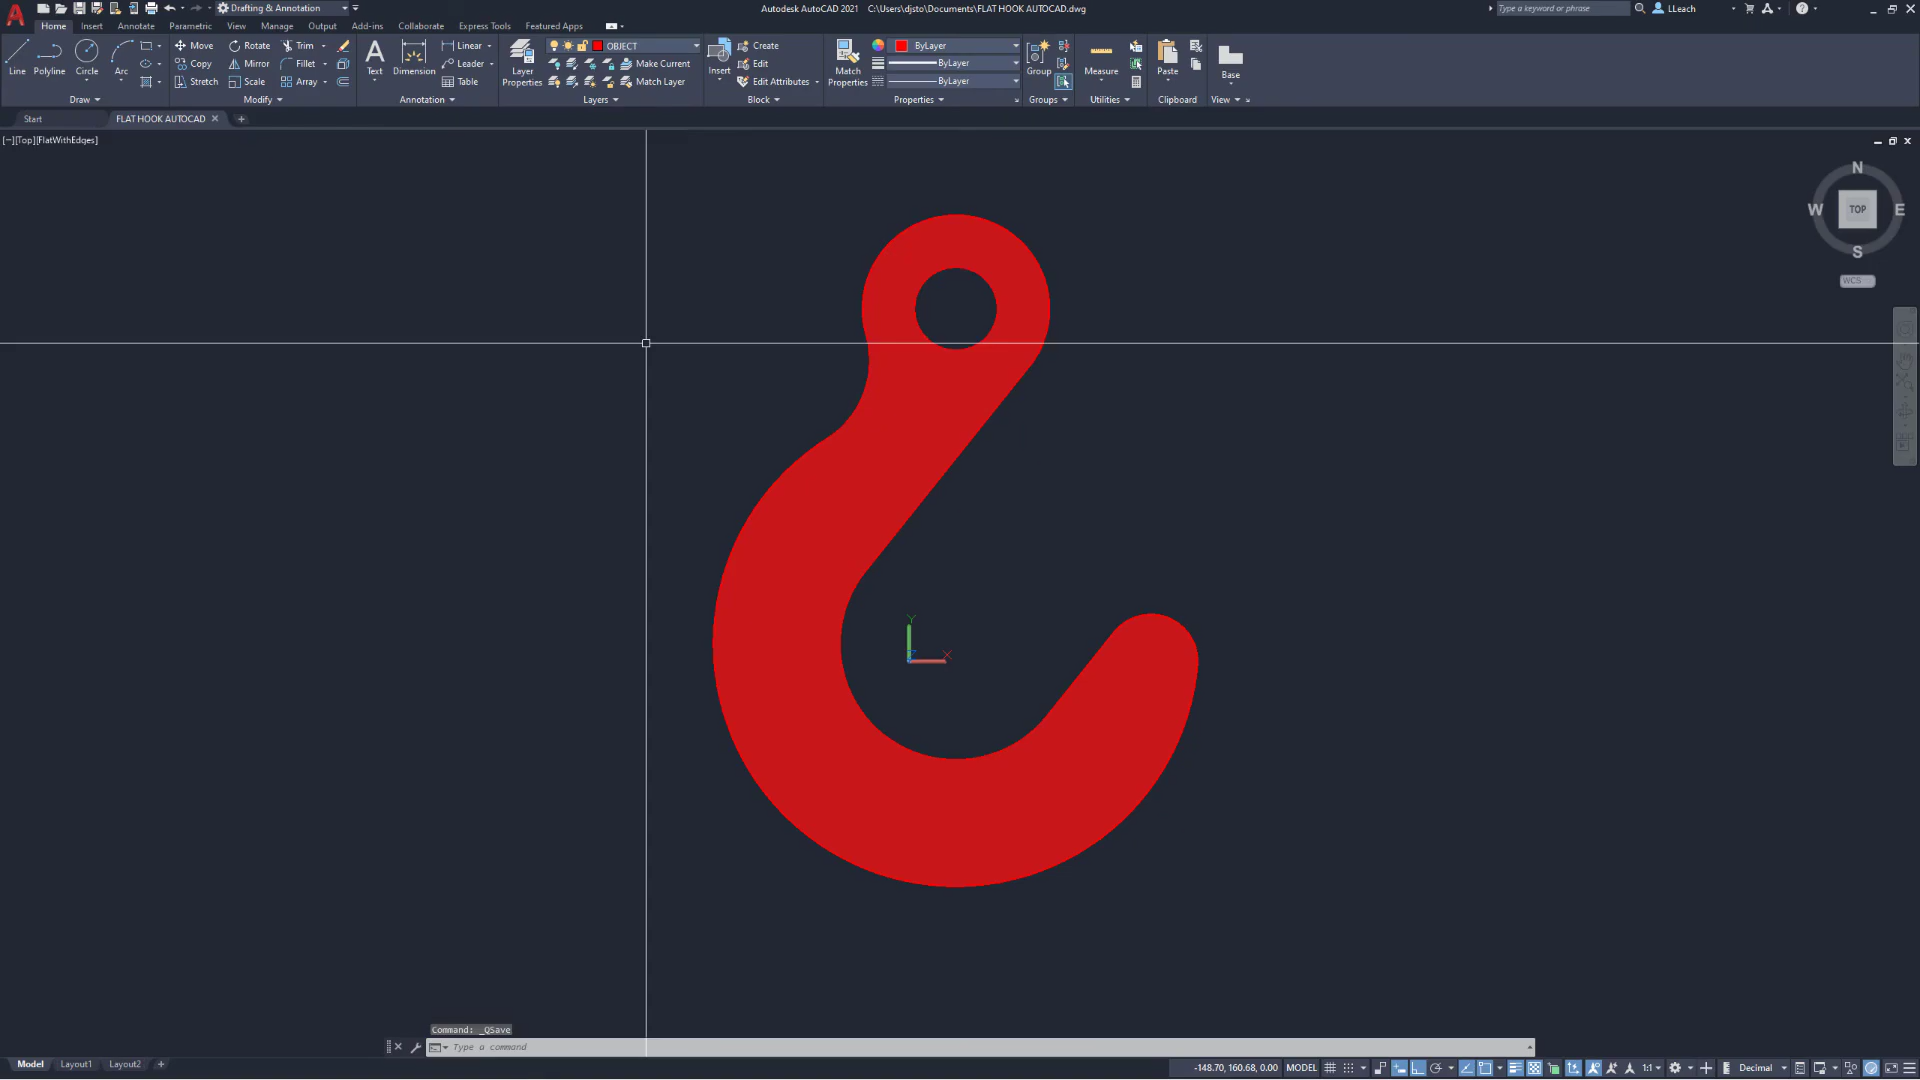 Drafting & Annotation
Autodesk AutoCAD 2021 C:\Users\djsto\Documents\FLAT HOOK AUTOCAD.dwg
Type a keyword or phrase
LLeach
Home Insert Annotate Parametric View Manage Output Add-ins Collaborate Express Tools Featured Apps
Line Polyline Circle Arc
Move Rotate Trim
Copy Mirror Fillet
Stretch Scale Array
Text Dimension
Linear
Leader
Table
Layer Properties
OBJECT
Make Current
Match Layer
Insert
Create
Edit
Edit Attributes
Match Properties
ByLayer
ByLayer
ByLayer
Group
Measure
Paste
Base
Draw Modify Annotation Layers Block Properties Groups Utilities Clipboard View
Start FLAT HOOK AUTOCAD
[−][Top][FlatWithEdges]
N
W TOP E
S
WCS
Y
X
Command: _QSave
Type a command
Model Layout1 Layout2
-148.70, 160.68, 0.00 MODEL 1:1 Decimal